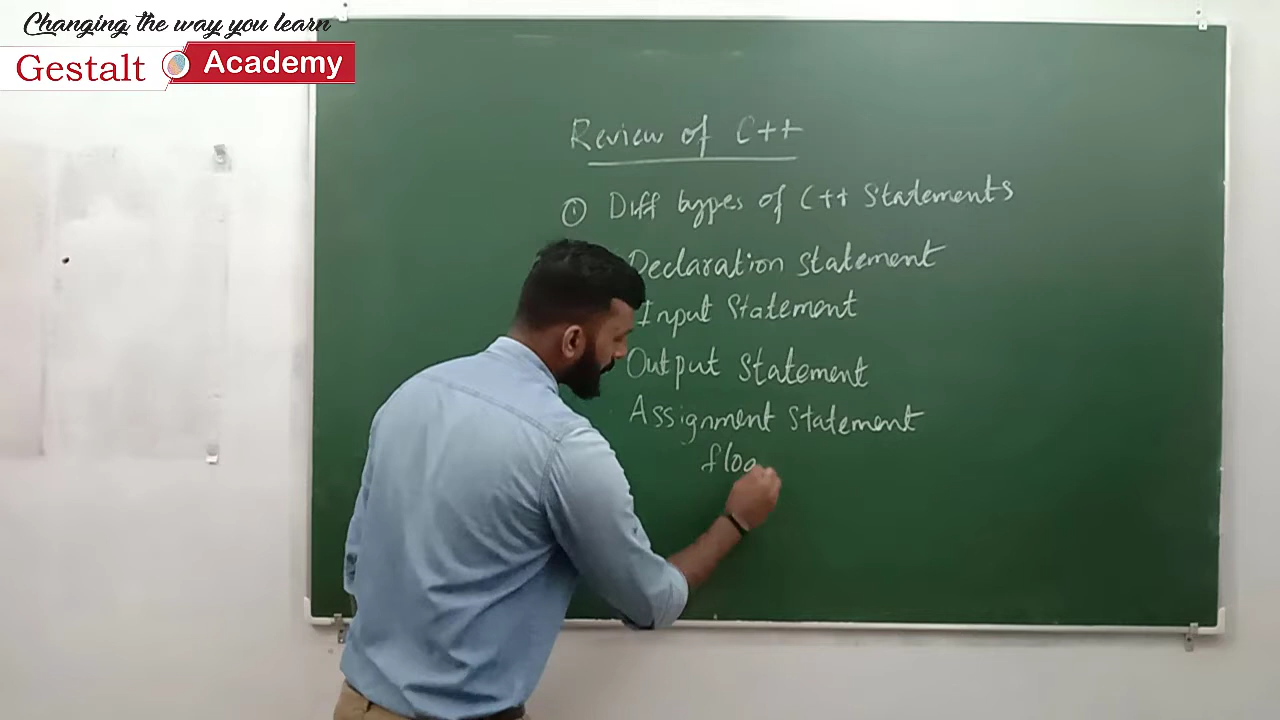 Changing the way you learn
Gestalt Academy
Review of C++
① Diff types of C++ Statements
Declaration statement
Input Statement
Output Statement
Assignment Statement
floa